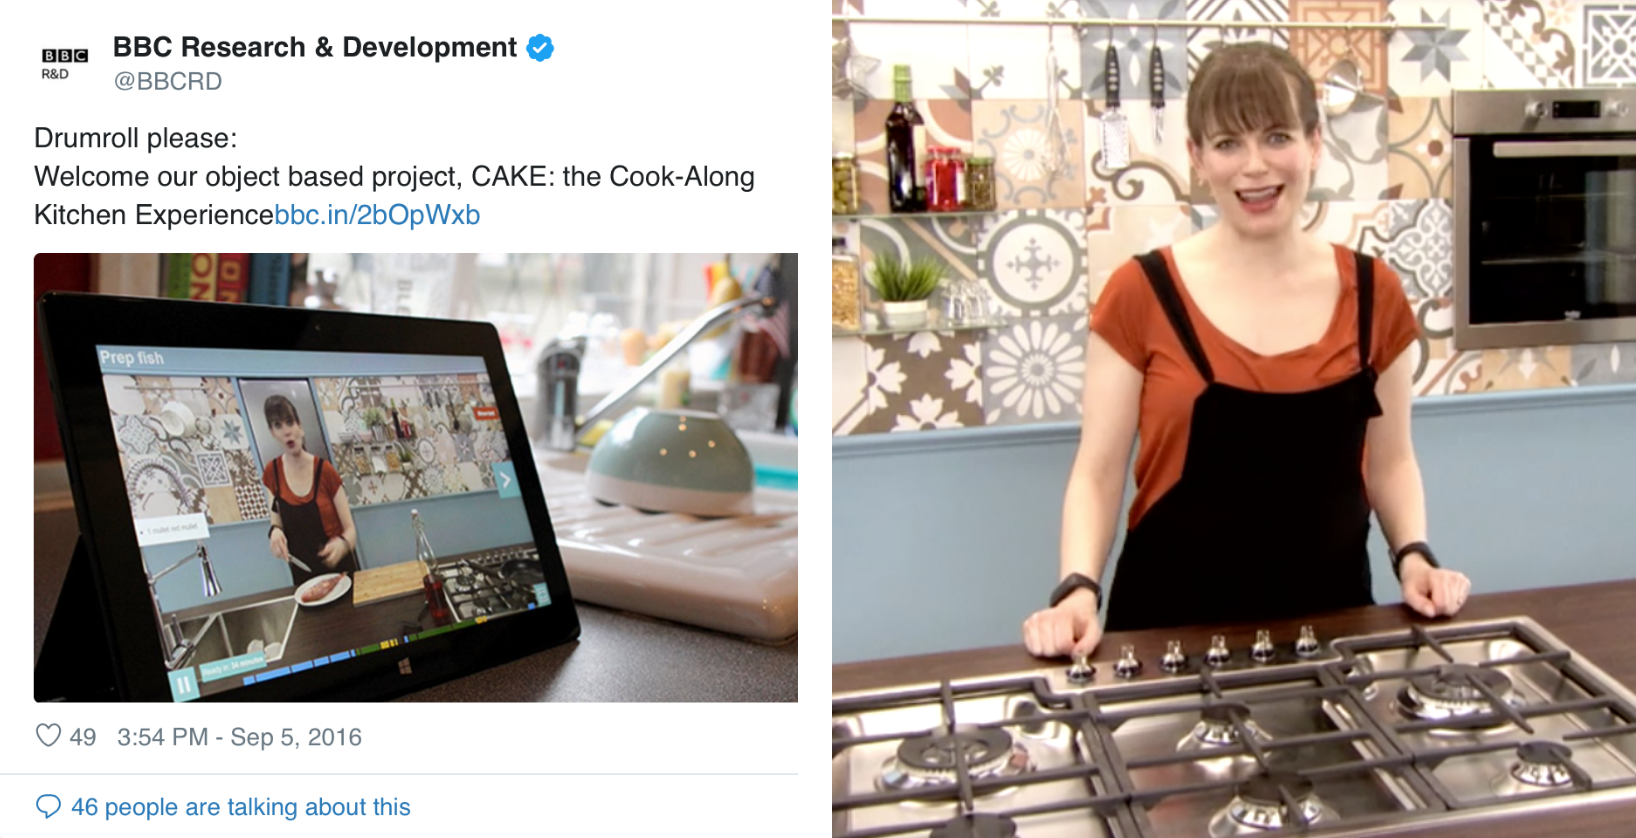 BBC
R&D
BBC Research & Development
@BBCRD
Drumroll please:
Welcome our object based project, CAKE: the Cook-Along
Kitchen Experiencebbc.in/2bOpWxb
Prep fish
Ready in 34 minutes
49 3:54 PM - Sep 5, 2016
46 people are talking about this